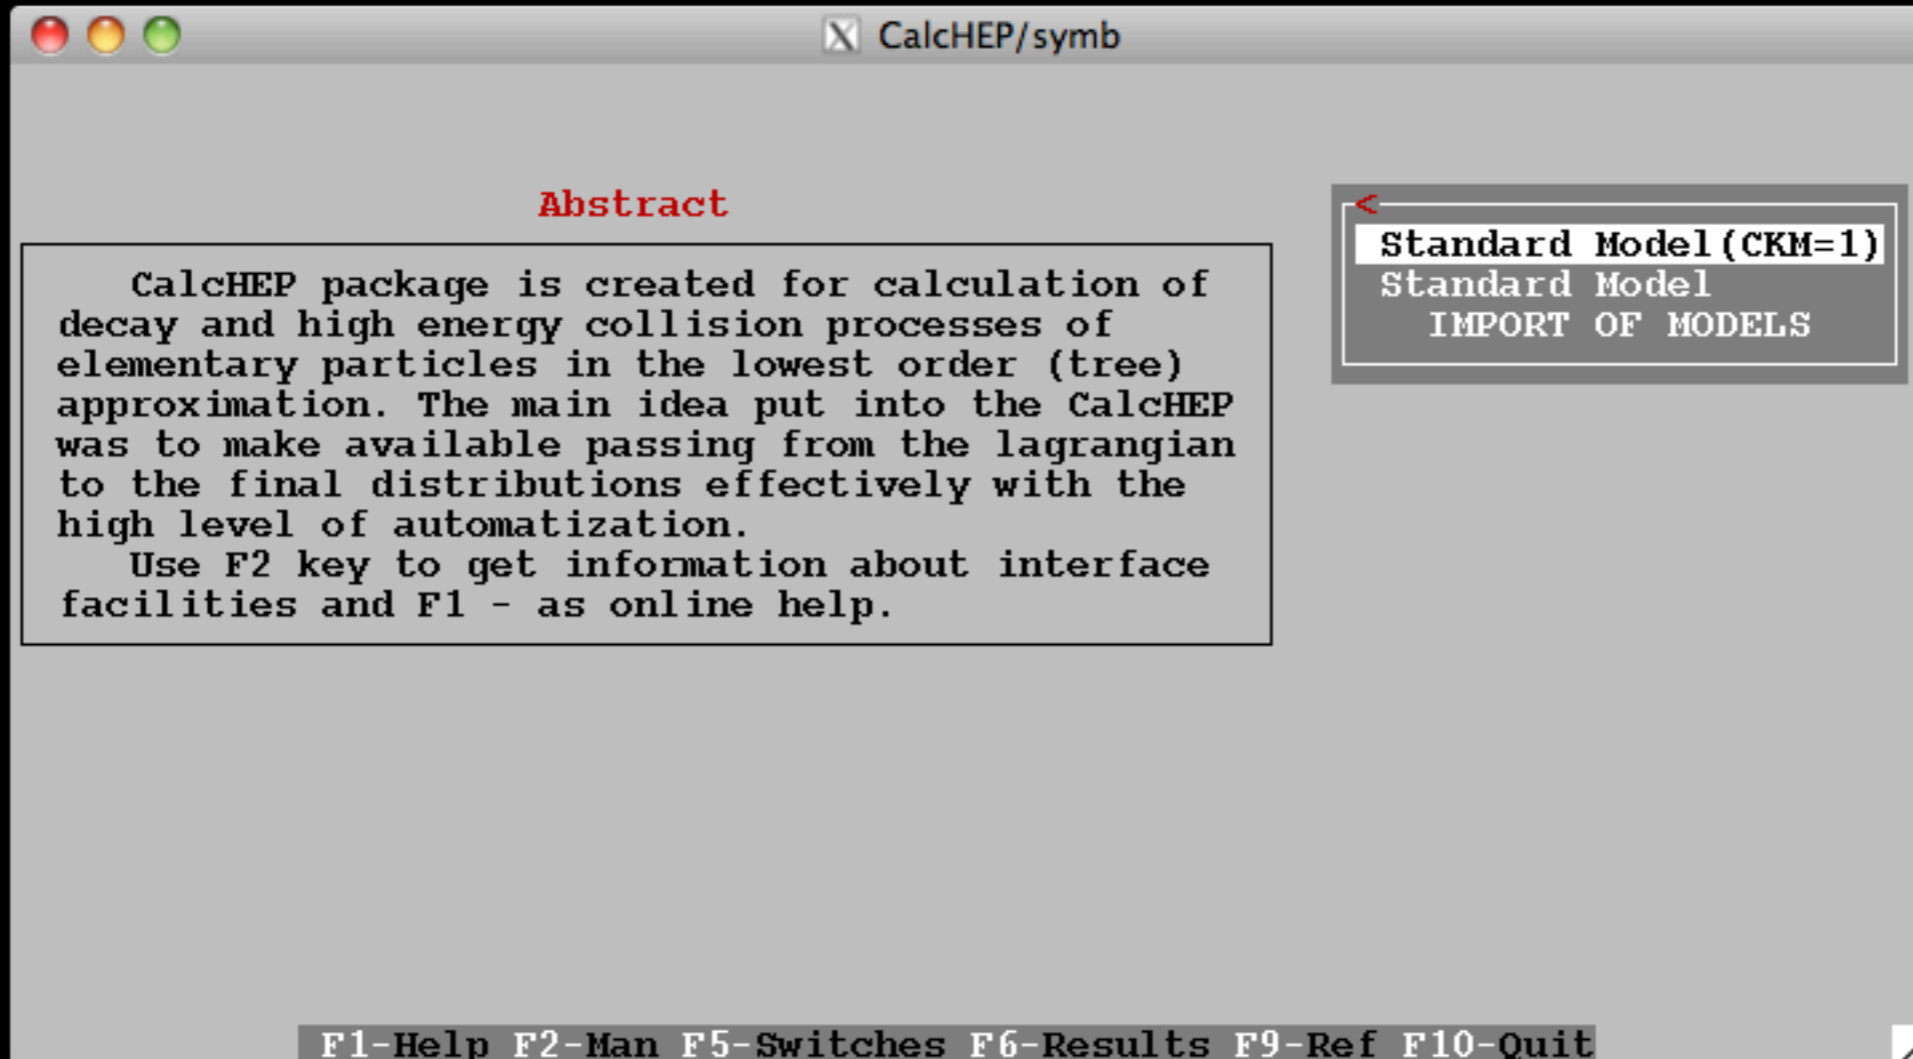 CalcHEP/symb
Abstract
CalcHEP package is created for calculation of
decay and high energy collision processes of
elementary particles in the lowest order (tree)
approximation. The main idea put into the CalcHEP
was to make available passing from the lagrangian
to the final distributions effectively with the
high level of automatization.
Use F2 key to get information about interface
facilities and F1 - as online help.
<
Standard Model(CKM=1)
Standard Model
IMPORT OF MODELS
F1-Help F2-Man F5-Switches F6-Results F9-Ref F10-Quit